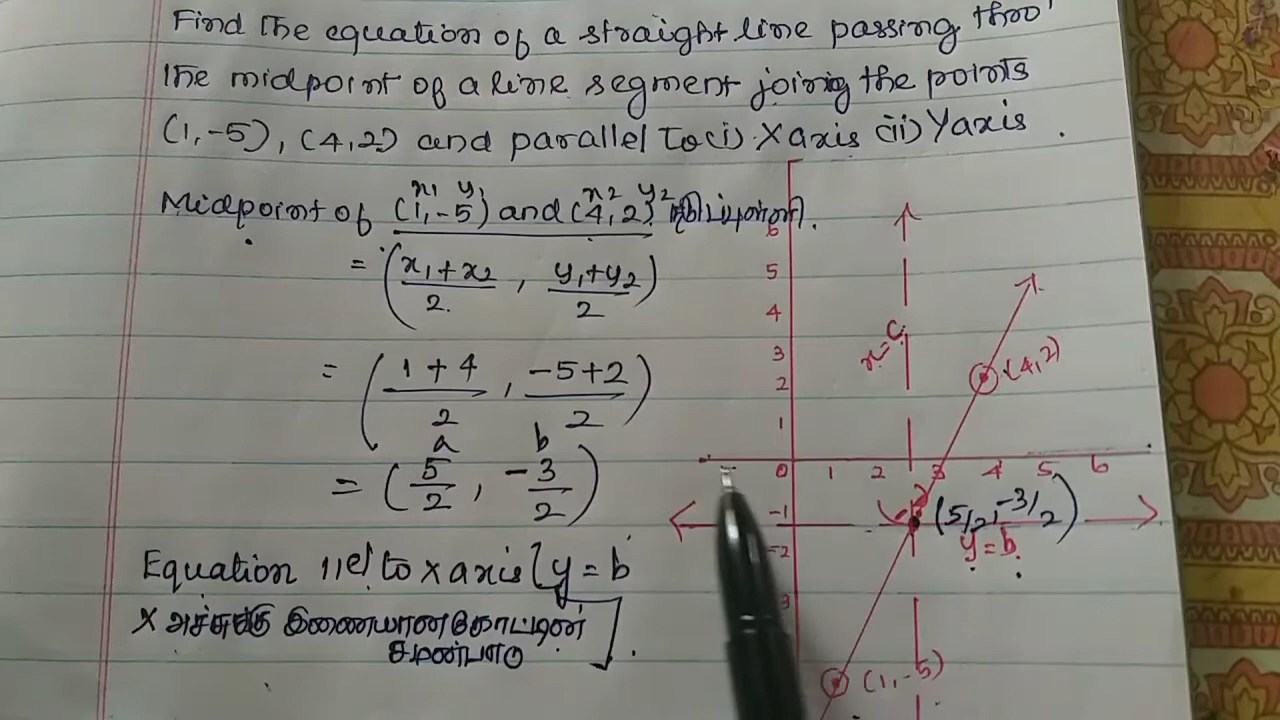 Find The equation of a straight line passing thro'
the midpoint of a line segment joining the points
(1,-5), (4,2) and parallel to (i) X axis (ii) Y axis .
x1 y1 x2 y2
Midpoint of (1,-5) and (4,2)
= (x1+x2/2. , y1+y2/2)
= (1+4/2 , -5+2/2)
a b
= (5/2 , -3/2)
Equation 11el to x axis [y = b
X அச்சுக்கு இணையான கோட்டின்
சமன்பாடு ].
6
5
4
3
2
1
0 1 2 3 4 5 6
-1
-2
3
x=c
(4,2)
(5/2, -3/2)
y=b
(1,-5)